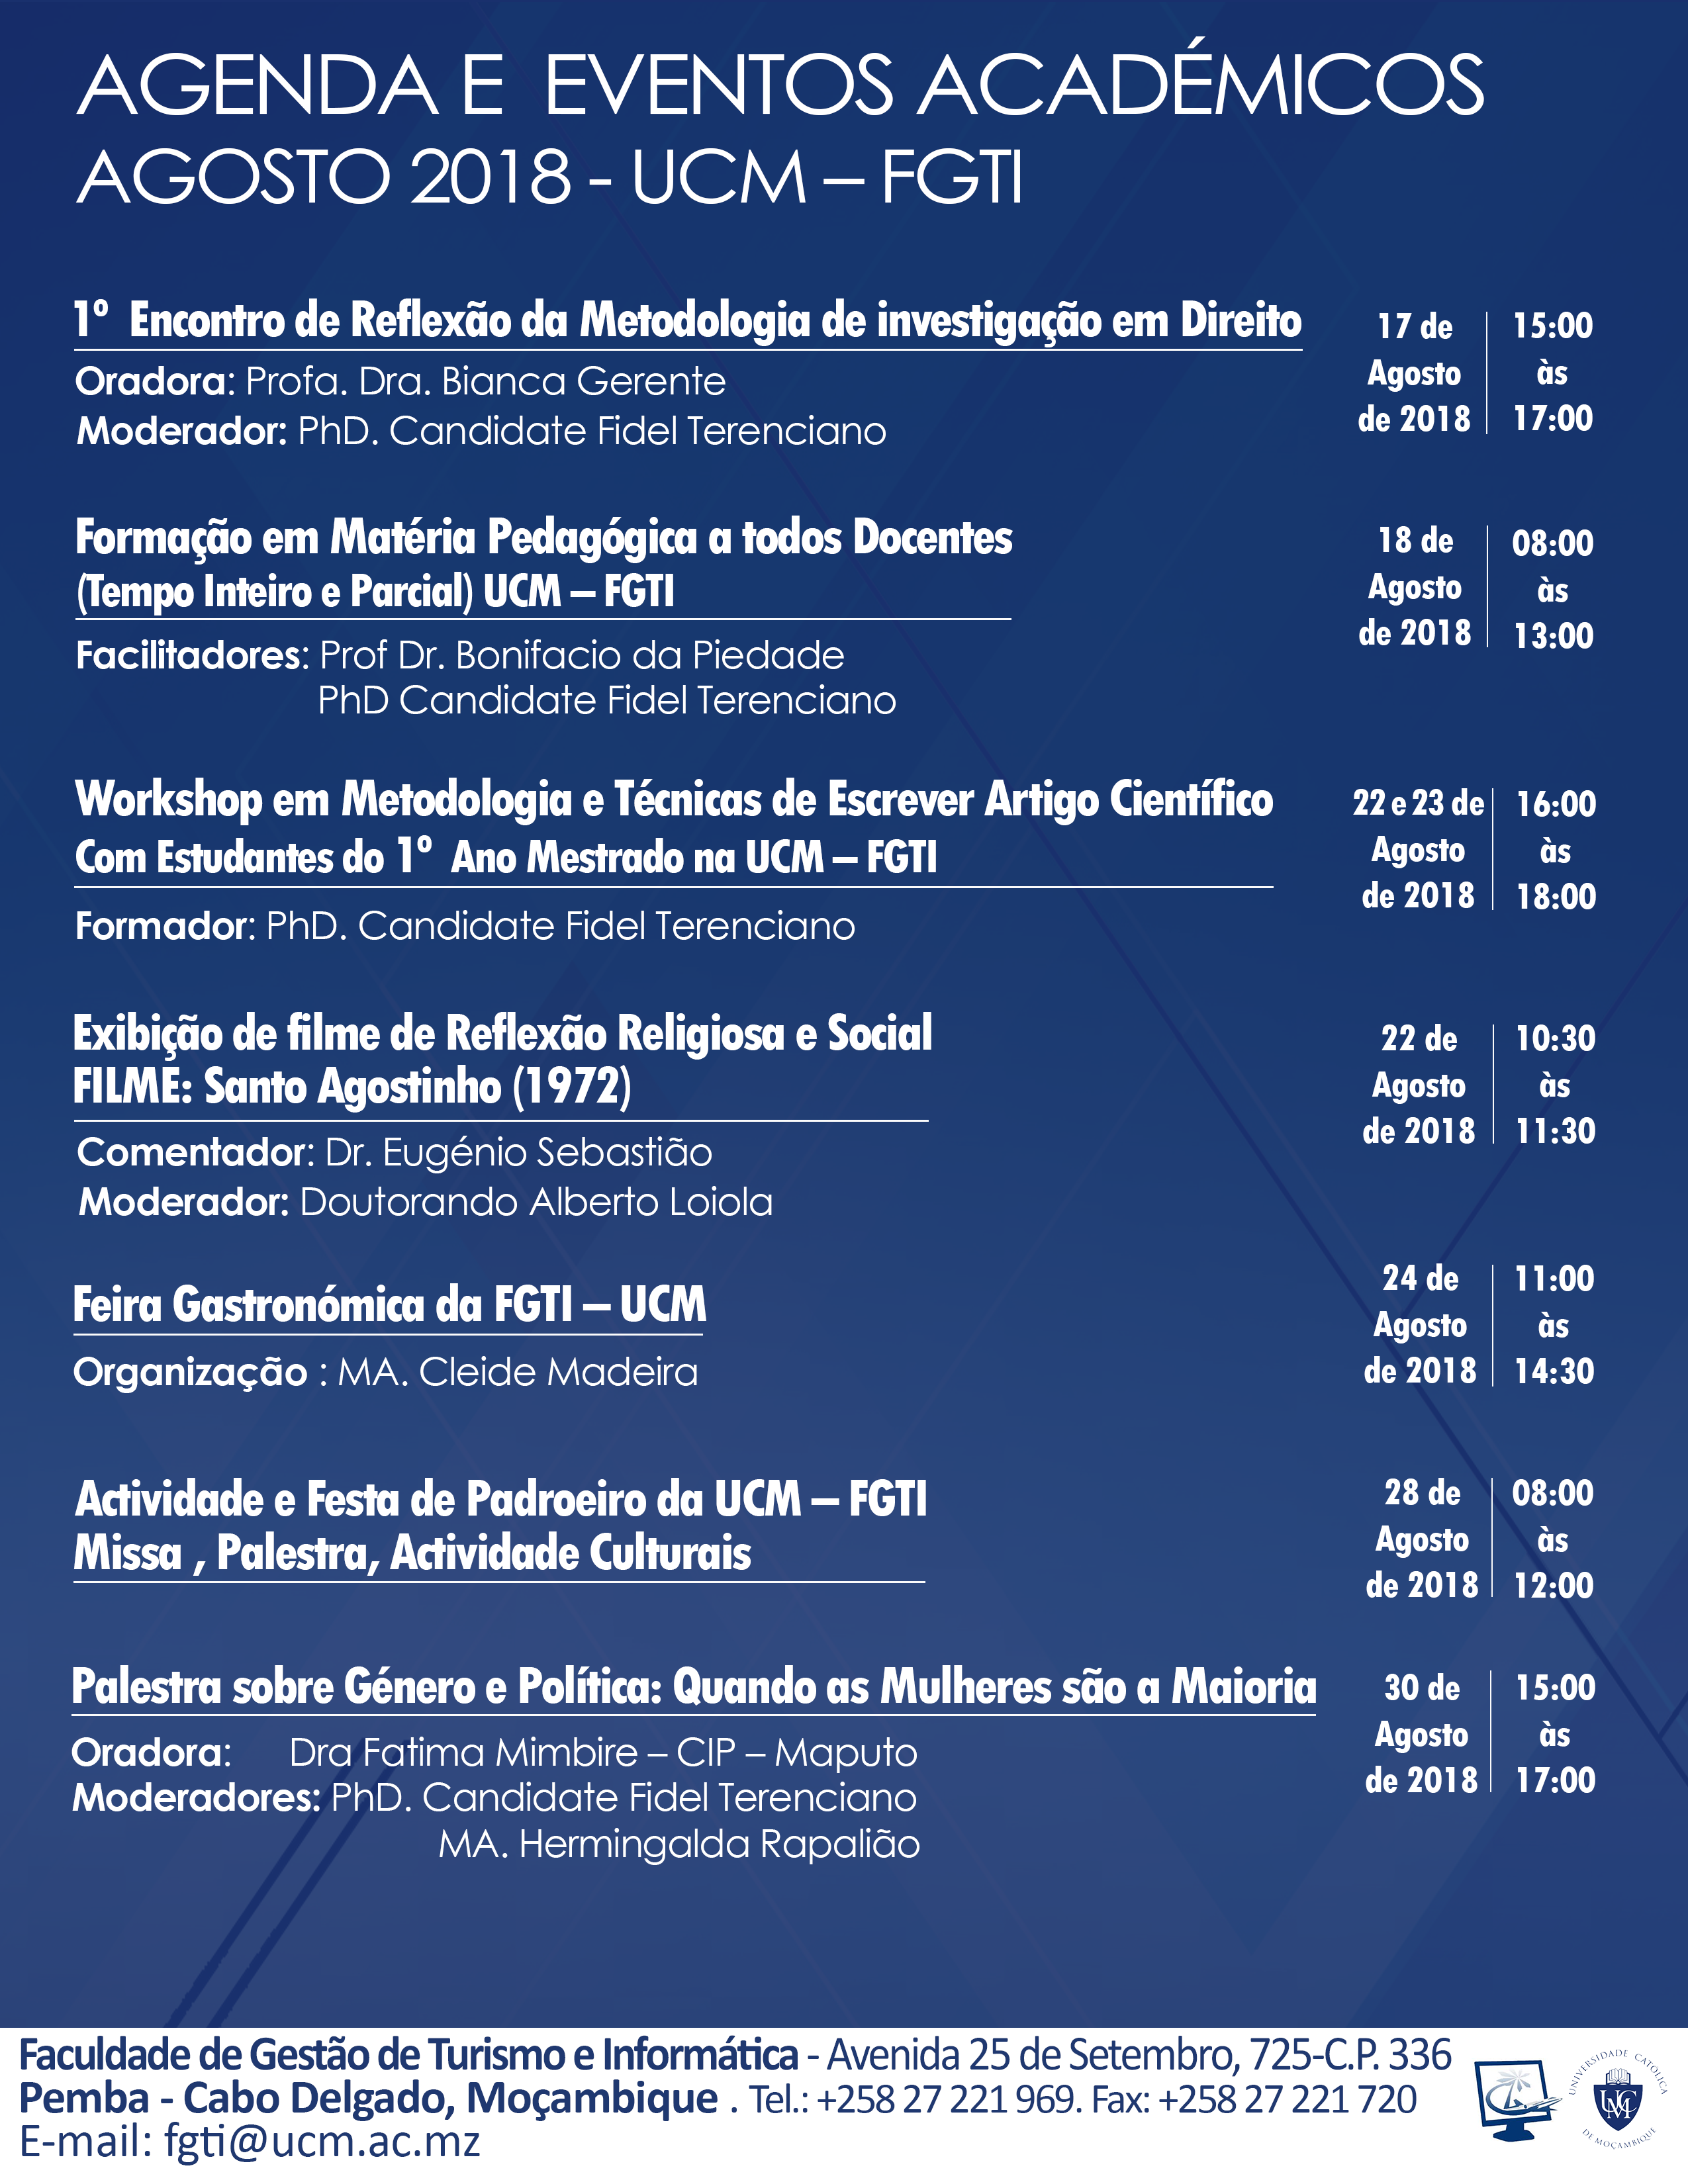 AGENDA E EVENTOS ACADÉMICOS
AGOSTO 2018 - UCM – FGTI
1º Encontro de Reflexão da Metodologia de investigação em Direito
Oradora: Profa. Dra. Bianca Gerente
Moderador: PhD. Candidate Fidel Terenciano
17 de
Agosto
de 2018
15:00
às
17:00
Formação em Matéria Pedagógica a todos Docentes
(Tempo Inteiro e Parcial) UCM – FGTI
Facilitadores: Prof Dr. Bonifacio da Piedade
PhD Candidate Fidel Terenciano
18 de
Agosto
de 2018
08:00
às
13:00
Workshop em Metodologia e Técnicas de Escrever Artigo Científico
Com Estudantes do 1º Ano Mestrado na UCM – FGTI
Formador: PhD. Candidate Fidel Terenciano
22 e 23 de
Agosto
de 2018
16:00
às
18:00
Exibição de filme de Reflexão Religiosa e Social
FILME: Santo Agostinho (1972)
Comentador: Dr. Eugénio Sebastião
Moderador: Doutorando Alberto Loiola
22 de
Agosto
de 2018
10:30
às
11:30
Feira Gastronómica da FGTI – UCM
Organização : MA. Cleide Madeira
24 de
Agosto
de 2018
11:00
às
14:30
Actividade e Festa de Padroeiro da UCM – FGTI
Missa , Palestra, Actividade Culturais
28 de
Agosto
de 2018
08:00
às
12:00
Palestra sobre Género e Política: Quando as Mulheres são a Maioria
Oradora: Dra Fatima Mimbire – CIP – Maputo
Moderadores: PhD. Candidate Fidel Terenciano
MA. Hermingalda Rapalião
30 de
Agosto
de 2018
15:00
às
17:00
Faculdade de Gestão de Turismo e Informática - Avenida 25 de Setembro, 725-C.P. 336
Pemba - Cabo Delgado, Moçambique . Tel.: +258 27 221 969. Fax: +258 27 221 720
E-mail: fgti@ucm.ac.mz
UNIVERSIDADE CATÓLICA
UCM
DE MOÇAMBIQUE